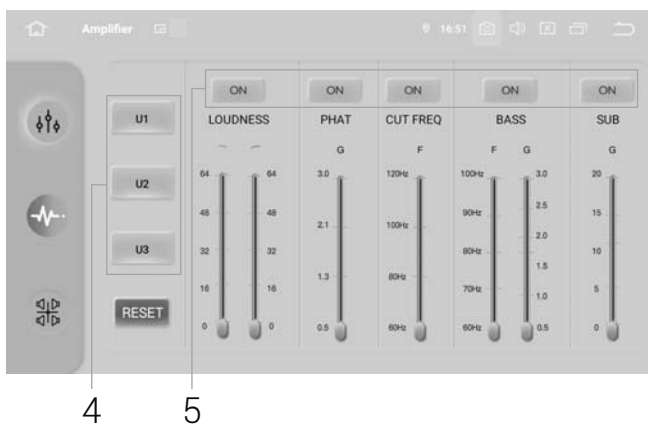 Amplifier 16:51
ON ON ON ON ON
U1 LOUDNESS PHAT CUT FREQ BASS SUB
G F F G G
64 64 3.0 120Hz 100Hz 3.0 20
U2
48 48 2.1 100Hz 90Hz 2.5 15
2.0
U3 32 32 80Hz 10
1.3 80Hz 1.5
16 16 70Hz 1.0 5
RESET
0 0 0.5 60Hz 60Hz 0.5 0
4 5